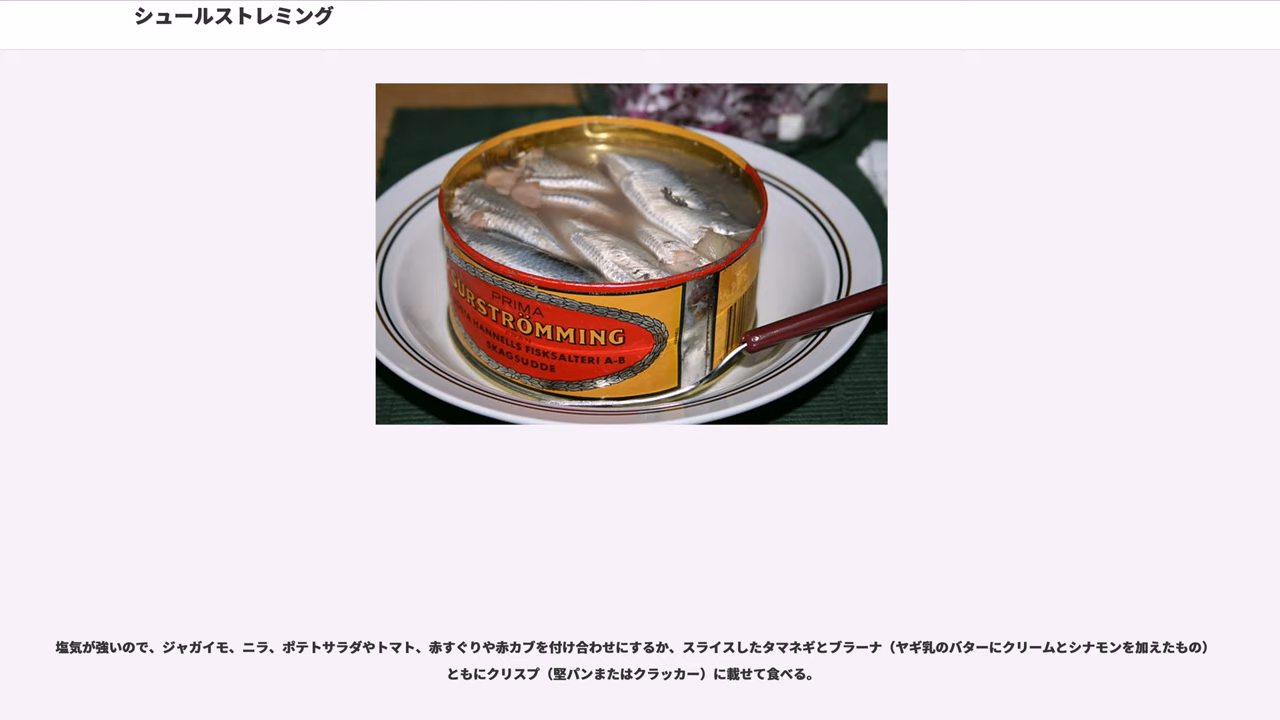 シュールストレミング
PRIMA
SURSTRÖMMING
HANNELLS FISKSALTERI A-B
SKAGSUDDE
塩気が強いので、ジャガイモ、ニラ、ポテトサラダやトマト、赤すぐりや赤カブを付け合わせにするか、スライスしたタマネギとブラーナ（ヤギ乳のバターにクリームとシナモンを加えたもの）
ともにクリスプ（堅パンまたはクラッカー）に載せて食べる。